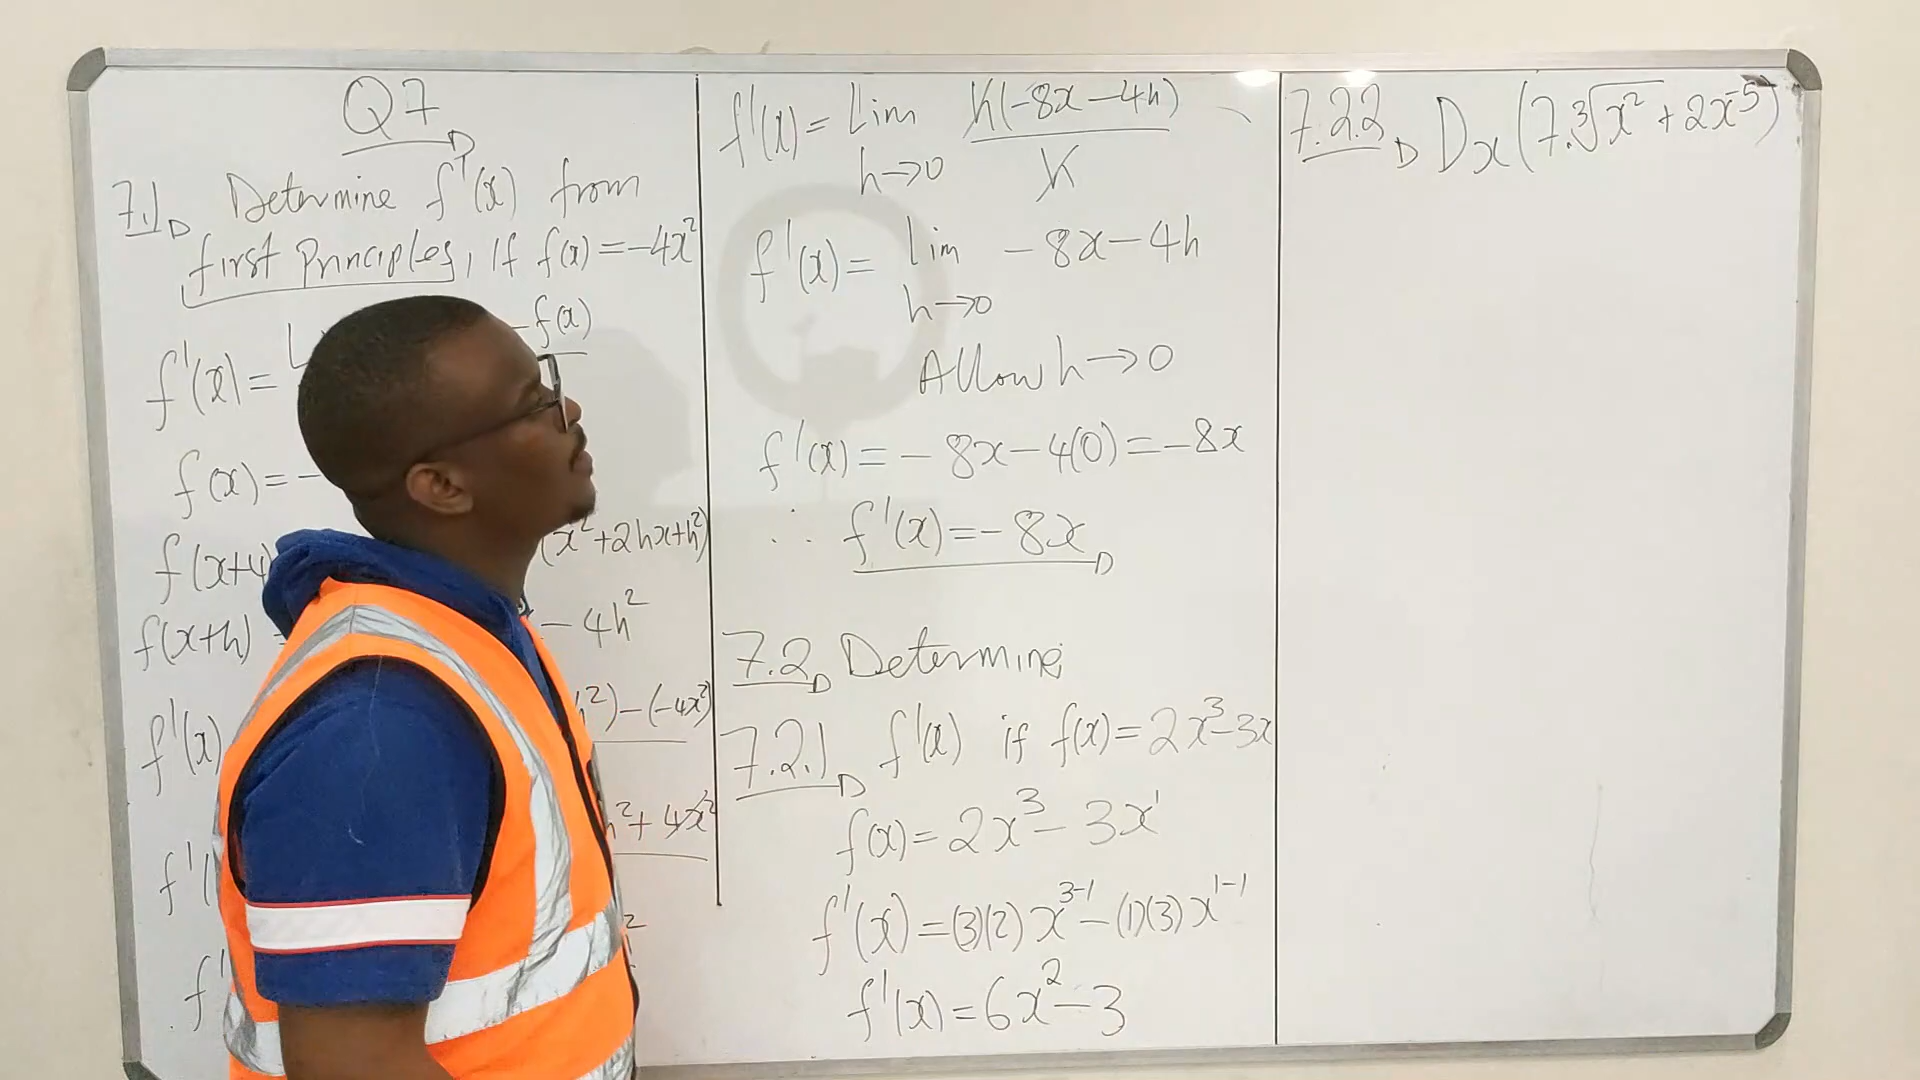 Q7
7.1 Determine f'(x) from
first principles, if f(x) = -4x²
f'(x) = - f(x)
f(x) = -
f(x+4) (x²+2hx+h²)
f(x+h) - 4h²
f'(x) h²)-(-4x²)
f'( h²+4x²
f' ²
f'(x) = Lim h(-8x-4h)
h→0 h
f'(x) = lim -8x-4h
h→0
Allow h→0
f'(x) = -8x-4(0) = -8x
∴ f'(x) = -8x
7.2 Determine;
7.2.1 f'(x) if f(x) = 2x³-3x
f(x) = 2x³ - 3x¹
f'(x) = (3)(2)x³⁻¹ - (1)(3)x¹⁻¹
f'(x) = 6x² - 3
7.2.2 Dx(7.∛x² + 2x⁻⁵)